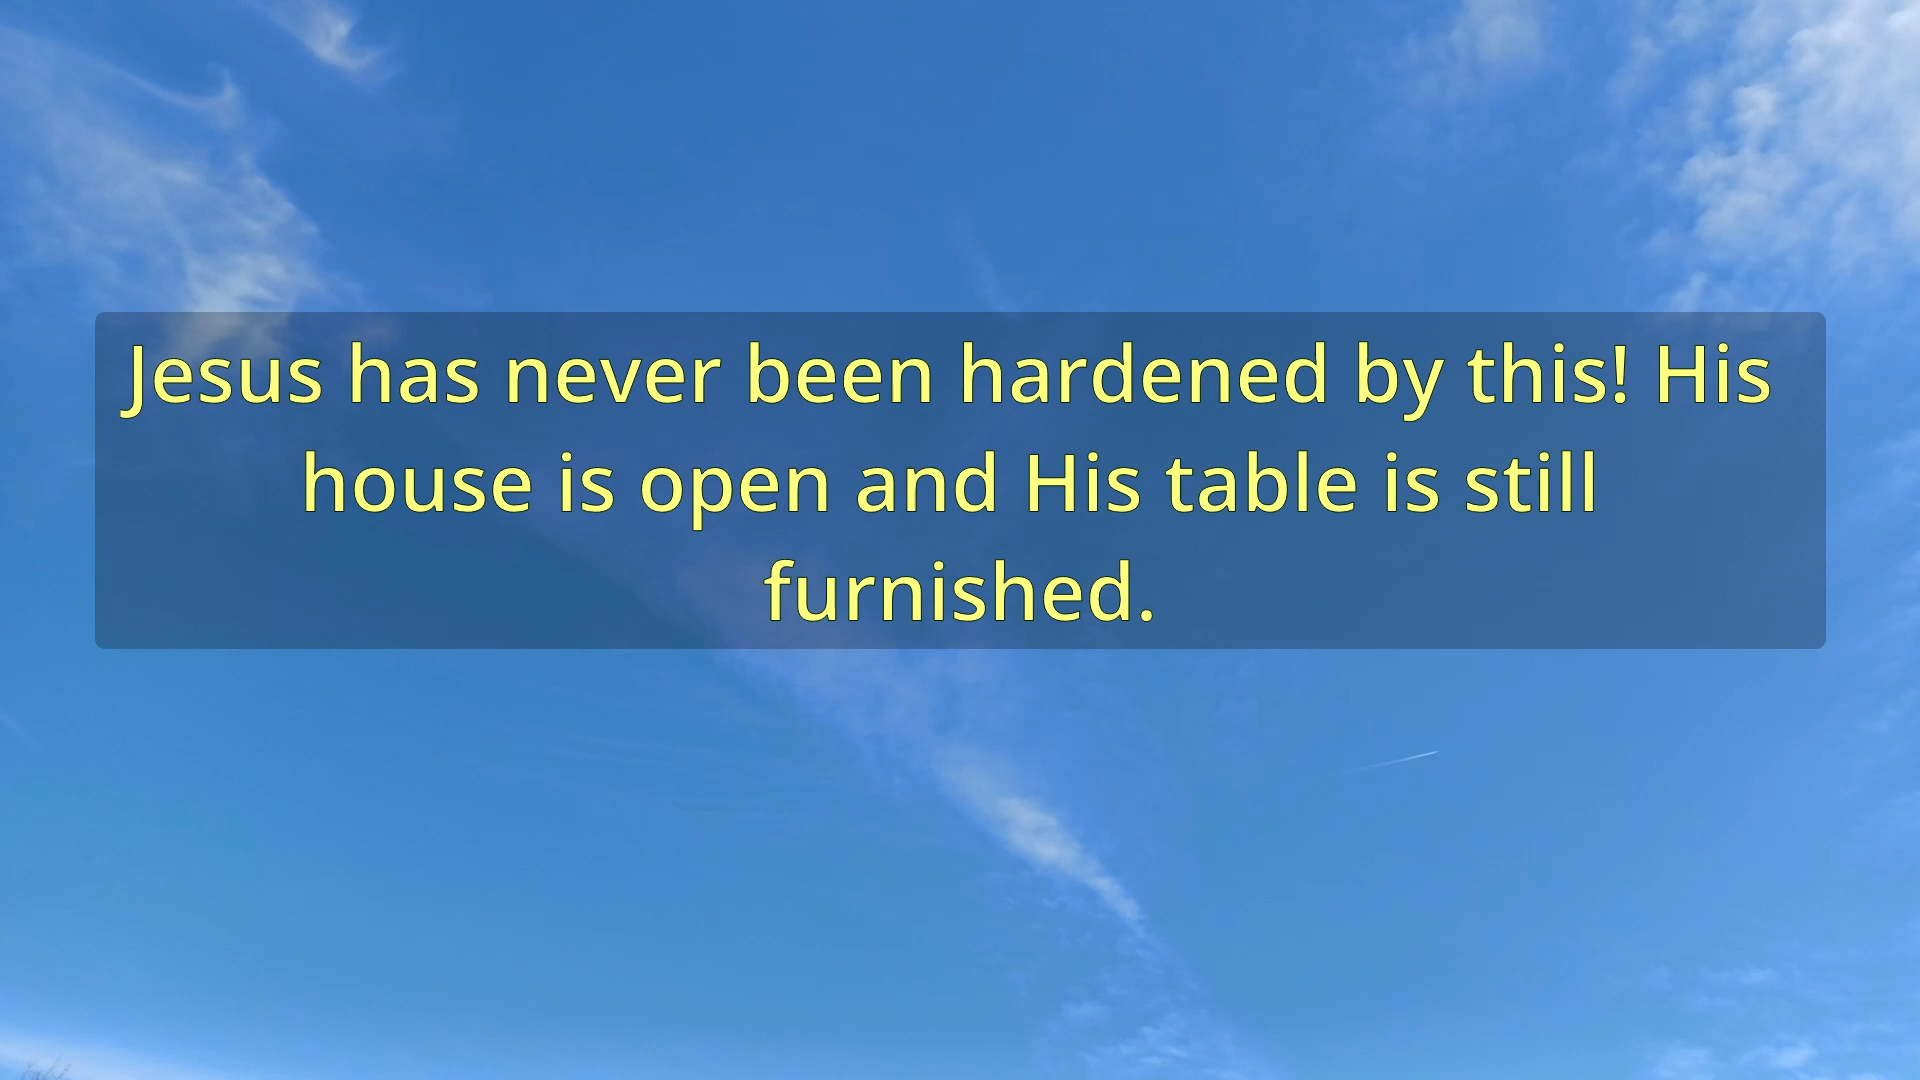 Jesus has never been hardened by this! His
house is open and His table is still
furnished.